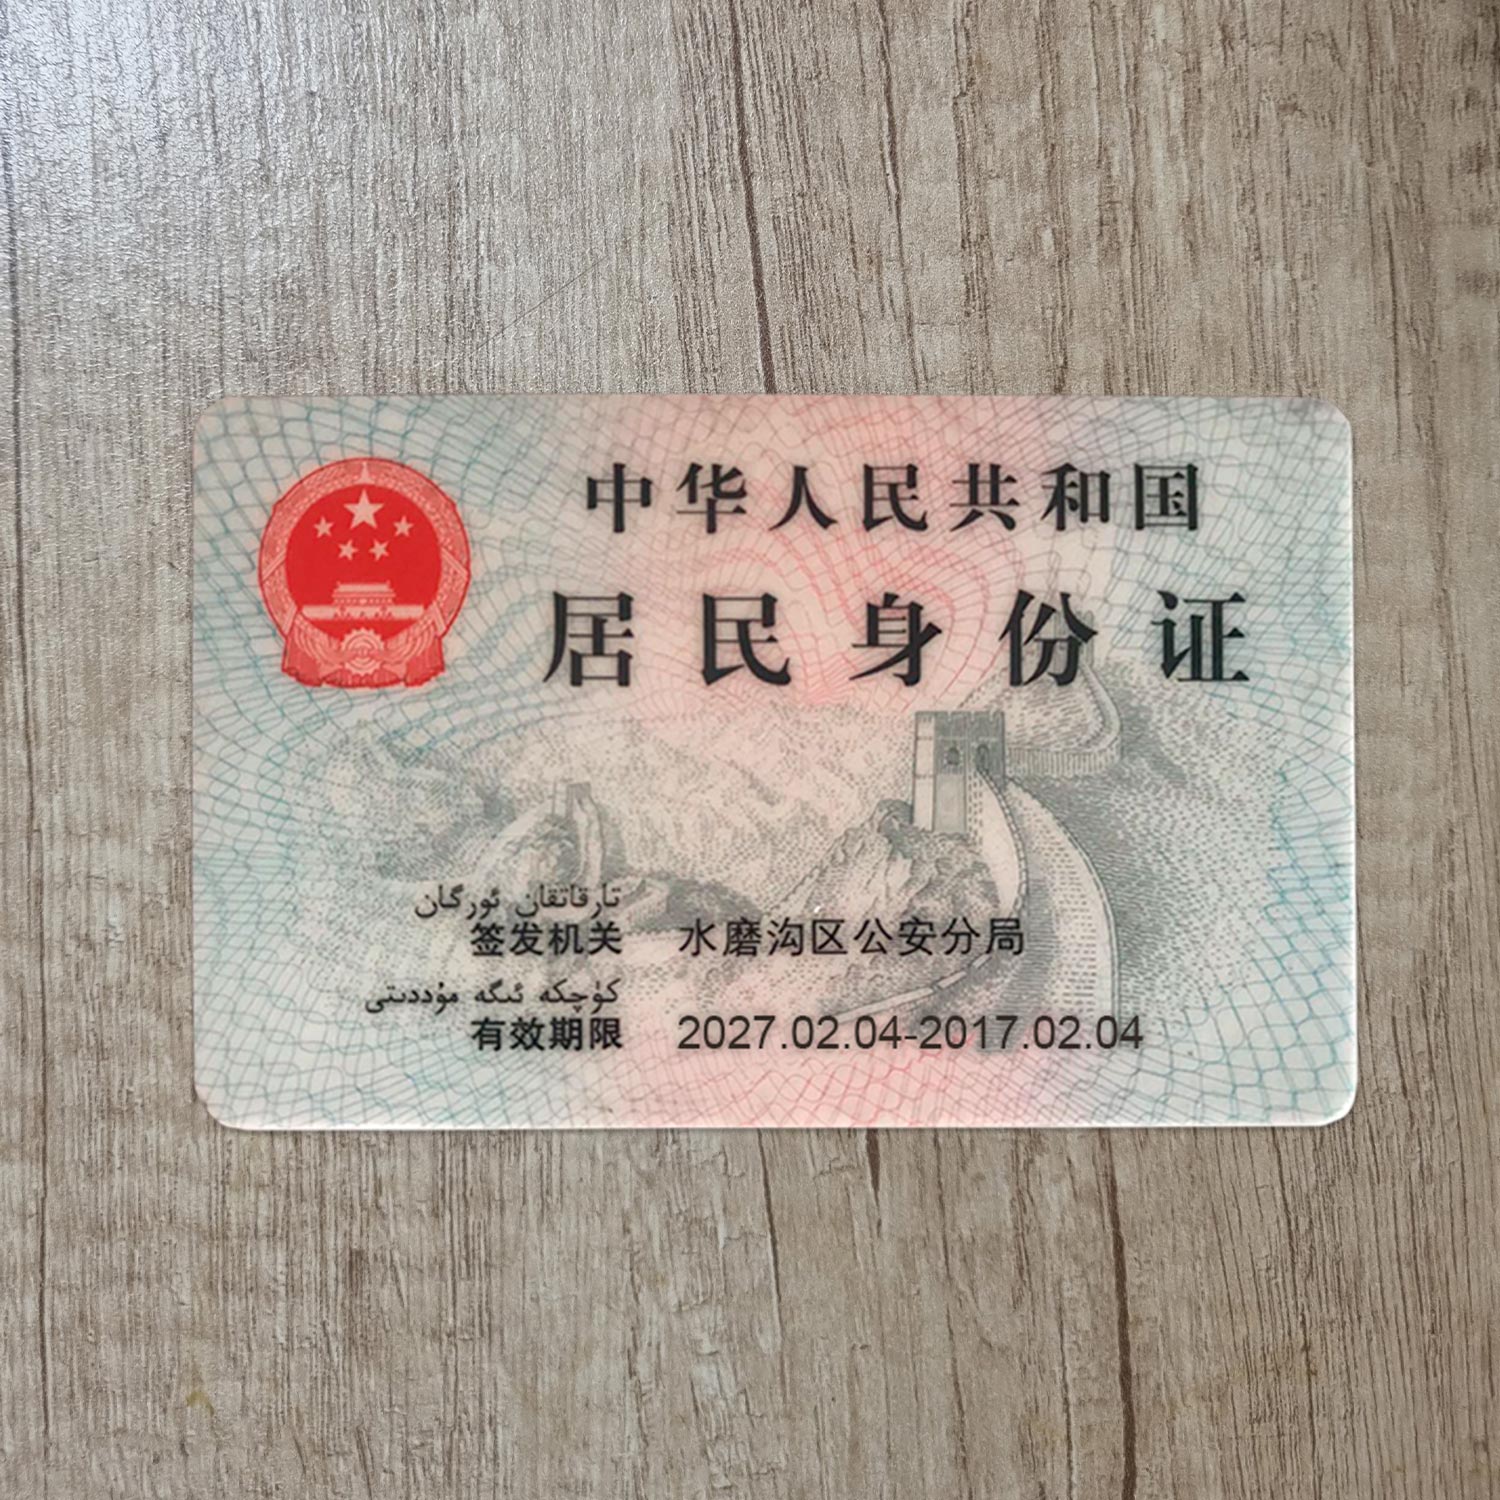 中华人民共和国
居民身份证
تارقاتقان ئورگان
签发机关 水磨沟区公安分局
كۈچكە ئىگە مۇددىتى
有效期限 2027.02.04-2017.02.04